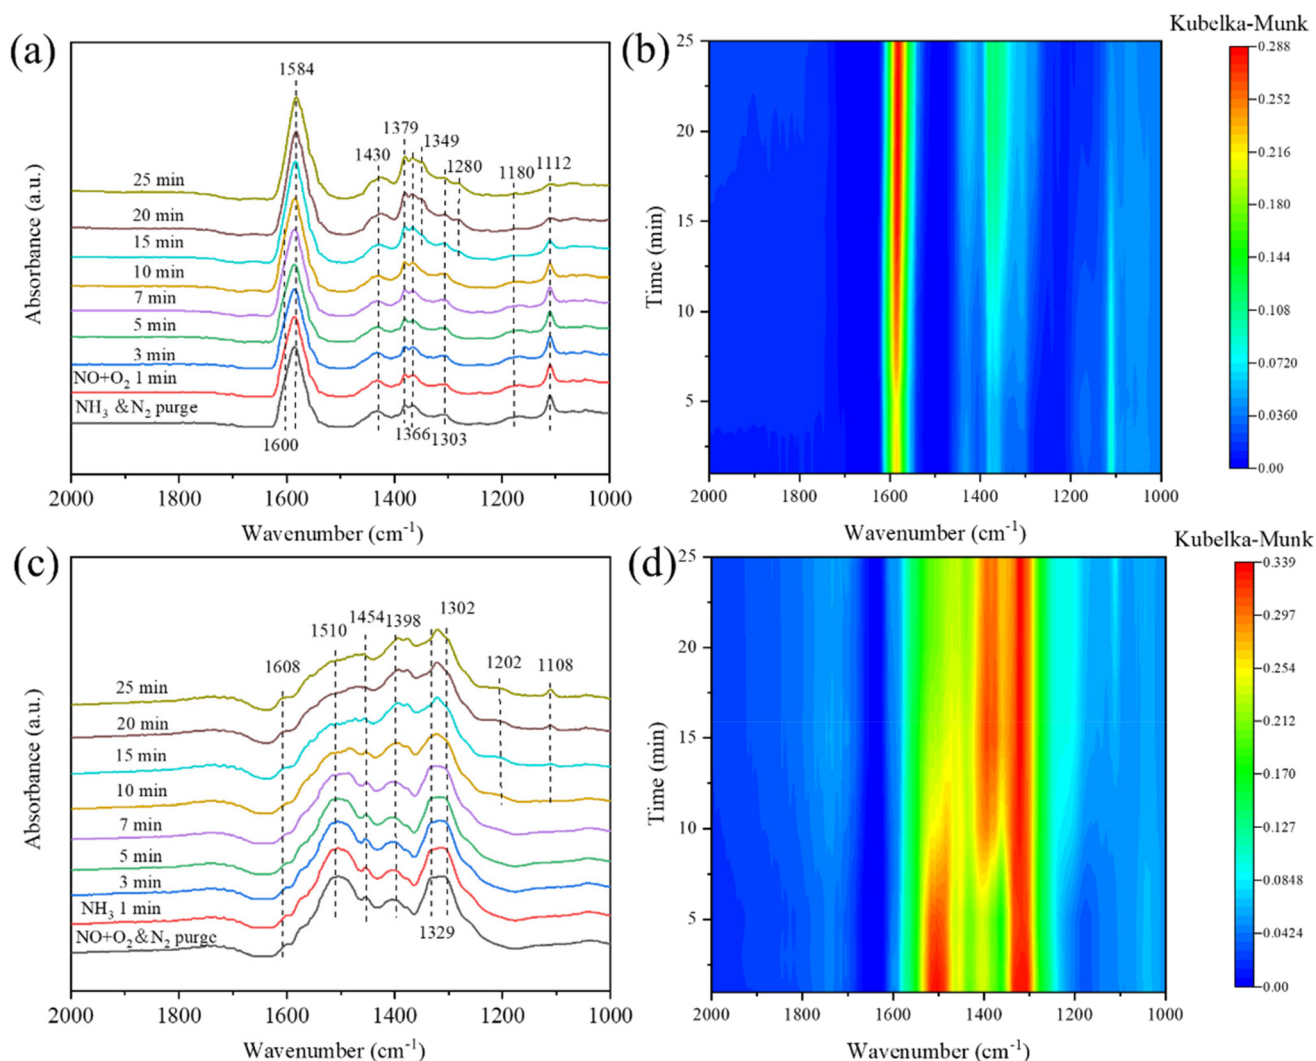 (a)
1584
1430
1379
1349
1280
1180
1112
25 min
20 min
15 min
10 min
7 min
5 min
3 min
NO+O₂ 1 min
NH₃ &N₂ purge
1600
1366
1303
Absorbance (a.u.)
2000 1800 1600 1400 1200 1000
Wavenumber (cm⁻¹)
(b)
Kubelka-Munk
25
20
15
10
5
Time (min)
2000 1800 1600 1400 1200 1000
Wavenumber (cm⁻¹)
0.288
0.252
0.216
0.180
0.144
0.108
0.0720
0.0360
0.00
(c)
1608
1510
1454
1398
1302
1202
1108
25 min
20 min
15 min
10 min
7 min
5 min
3 min
NH₃ 1 min
NO+O₂&N₂ purge
1329
Absorbance (a.u.)
2000 1800 1600 1400 1200 1000
Wavenumber (cm⁻¹)
(d)
Kubelka-Munk
25
20
15
10
5
Time (min)
2000 1800 1600 1400 1200 1000
Wavenumber (cm⁻¹)
0.339
0.297
0.254
0.212
0.170
0.127
0.0848
0.0424
0.00